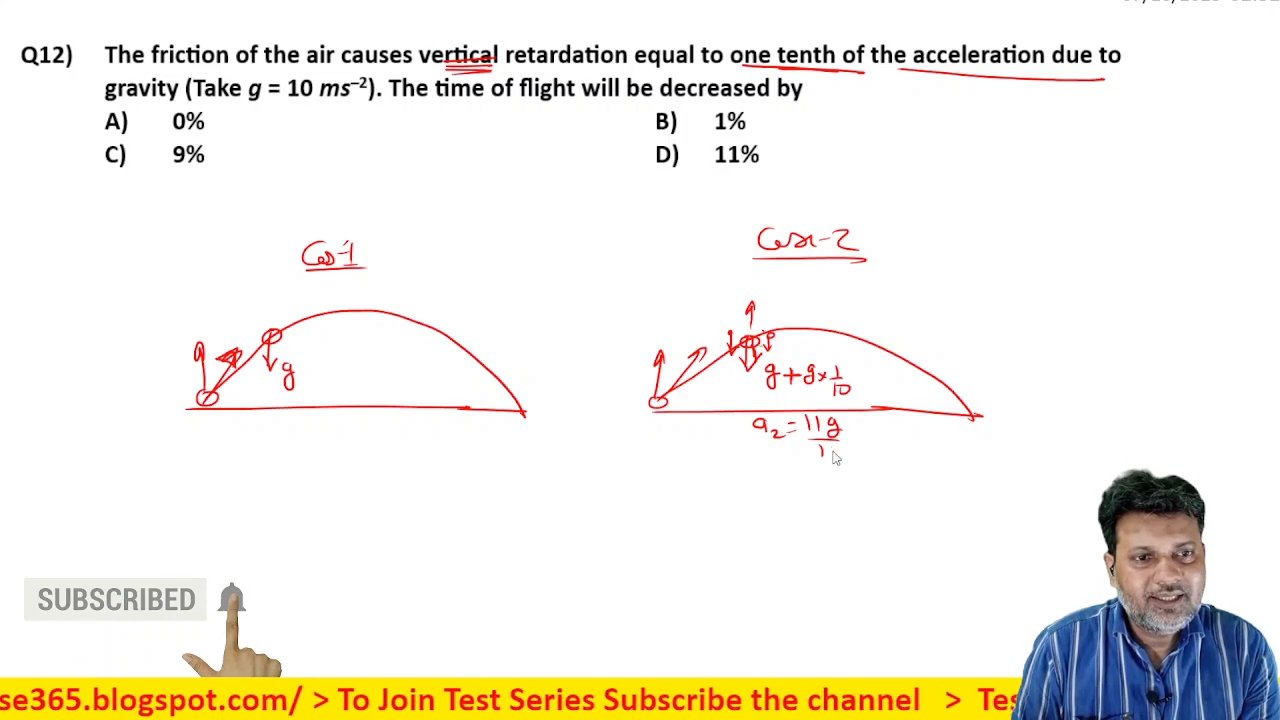 Q12) The friction of the air causes vertical retardation equal to one tenth of the acceleration due to
gravity (Take g = 10 ms⁻²). The time of flight will be decreased by
A) 0% B) 1%
C) 9% D) 11%
Cas-1 Case-2
g
g + g × 1/10
a₂ = 11g
SUBSCRIBED
se365.blogspot.com/ > To Join Test Series Subscribe the channel > Tes